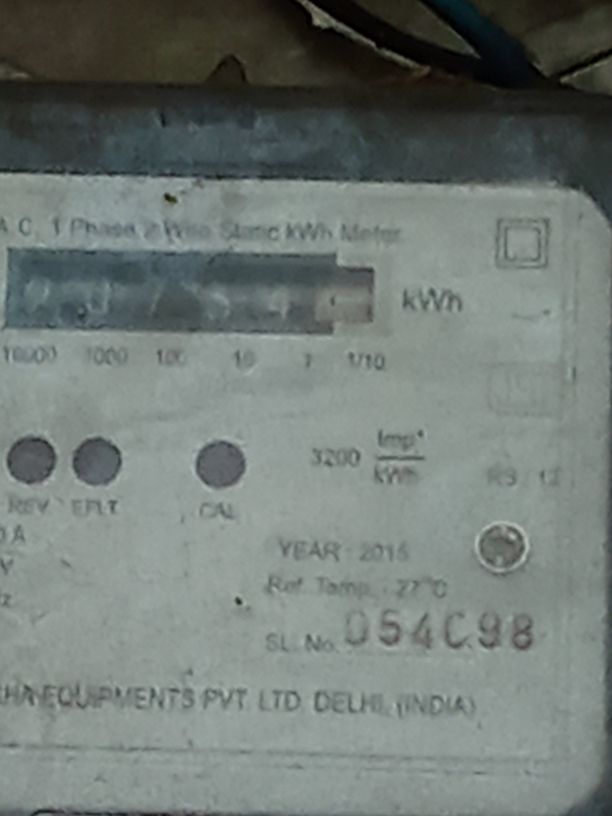 A.C. 1 Phase 2 Wire Static kWh Meter
kWh
10000 1000 100 10 1 1/10
3200 Imp*/kWh
REV EFLT CAL
YEAR : 2015
Ref. Temp. : 27°C
SL. No. 054C98
EQUIPMENTS PVT. LTD. DELHI, (INDIA)